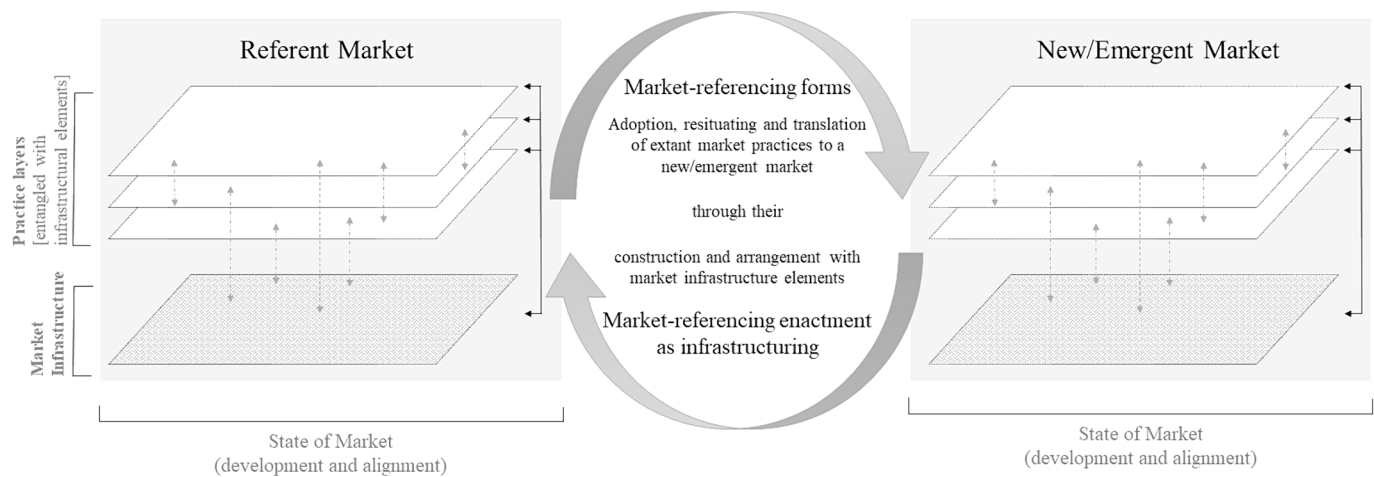 Referent Market
Practice layers
[entangled with
infrastructural elements]
Market
Infrastructure
State of Market
(development and alignment)
Market-referencing forms
Adoption, resituating and translation
of extant market practices to a
new/emergent market
through their
construction and arrangement with
market infrastructure elements
Market-referencing enactment
as infrastructuring
New/Emergent Market
State of Market
(development and alignment)